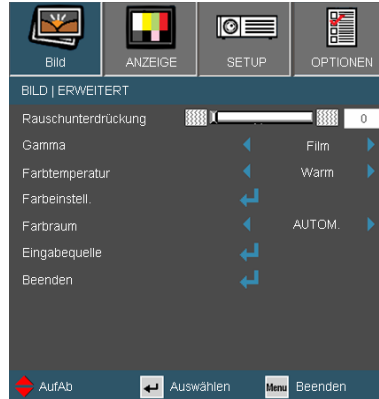 Bild ANZEIGE SETUP OPTIONEN
BILD | ERWEITERT
Rauschunterdrückung 0
Gamma Film
Farbtemperatur Warm
Farbeinstell.
Farbraum AUTOM.
Eingabequelle
Beenden
AufAb Auswählen Menu Beenden